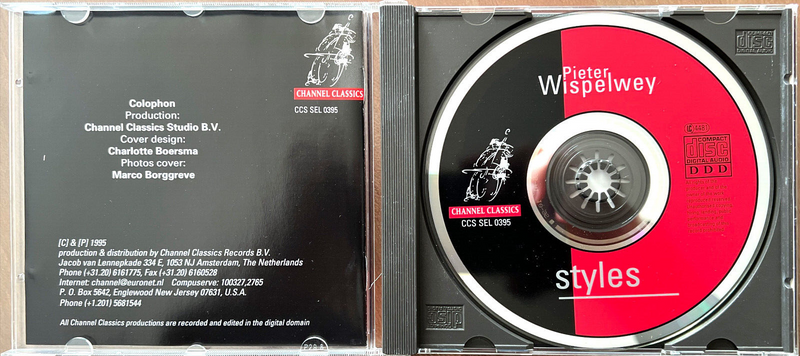 CHANNEL CLASSICS
CCS SEL 0395
Colophon
Production:
Channel Classics Studio B.V.
Cover design:
Charlotte Boersma
Photos cover:
Marco Borggreve
[C] & [P] 1995
production & distribution by Channel Classics Records B.V.
Jacob van Lennepkade 334 E, 1053 NJ Amsterdam, The Netherlands
Phone (+31.20) 6161775, Fax (+31.20) 6160528
Internet: channel@euronet.nl Compuserve: 100327,2765
P. O. Box 5642, Englewood New Jersey 07631, U.S.A.
Phone (+1.201) 5681544
All Channel Classics productions are recorded and edited in the digital domain
Pieter
Wispelwey
COMPACT
disc
DIGITAL AUDIO
DDD
CHANNEL CLASSICS
CCS SEL 0395
styles
disc
disc